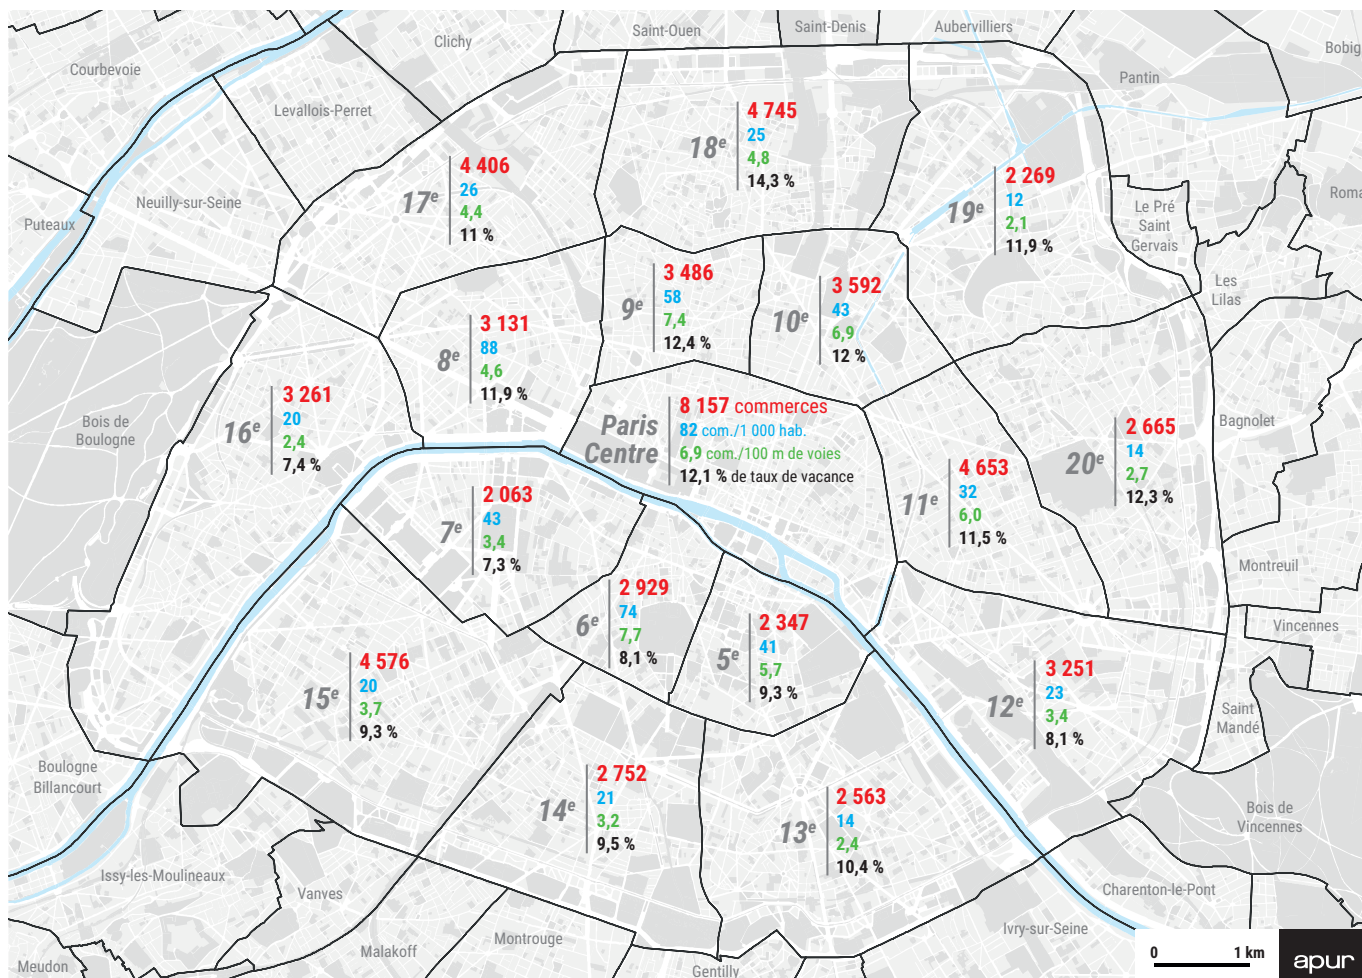 Saint-Ouen
Saint-Denis
Aubervilliers
Clichy
Courbevoie
Bobig
Pantin
Levallois-Perret
18e
4 745
25
4,8
14,3 %
17e
4 406
26
4,4
11 %
19e
2 269
12
2,1
11,9 %
Neuilly-sur-Seine
Puteaux
Le Pré
Saint
Gervais
Roma
Les
Lilas
9e
3 486
58
7,4
12,4 %
10e
3 592
43
6,9
12 %
8e
3 131
88
4,6
11,9 %
16e
3 261
20
2,4
7,4 %
Bois de
Boulogne
Paris
Centre
8 157 commerces
82 com./1 000 hab.
6,9 com./100 m de voies
12,1 % de taux de vacance
Bagnolet
20e
2 665
14
2,7
12,3 %
11e
4 653
32
6,0
11,5 %
7e
2 063
43
3,4
7,3 %
Montreuil
6e
2 929
74
7,7
8,1 %
5e
2 347
41
5,7
9,3 %
Vincennes
15e
4 576
20
3,7
9,3 %
12e
3 251
23
3,4
8,1 %
Saint
Mandé
Boulogne
Billancourt
14e
2 752
21
3,2
9,5 %
13e
2 563
14
2,4
10,4 %
Bois de
Vincennes
Issy-les-Moulineaux
Vanves
Charenton-le-Pont
Ivry-sur-Seine
Montrouge
Malakoff
Meudon
Gentilly
0
1 km
apur